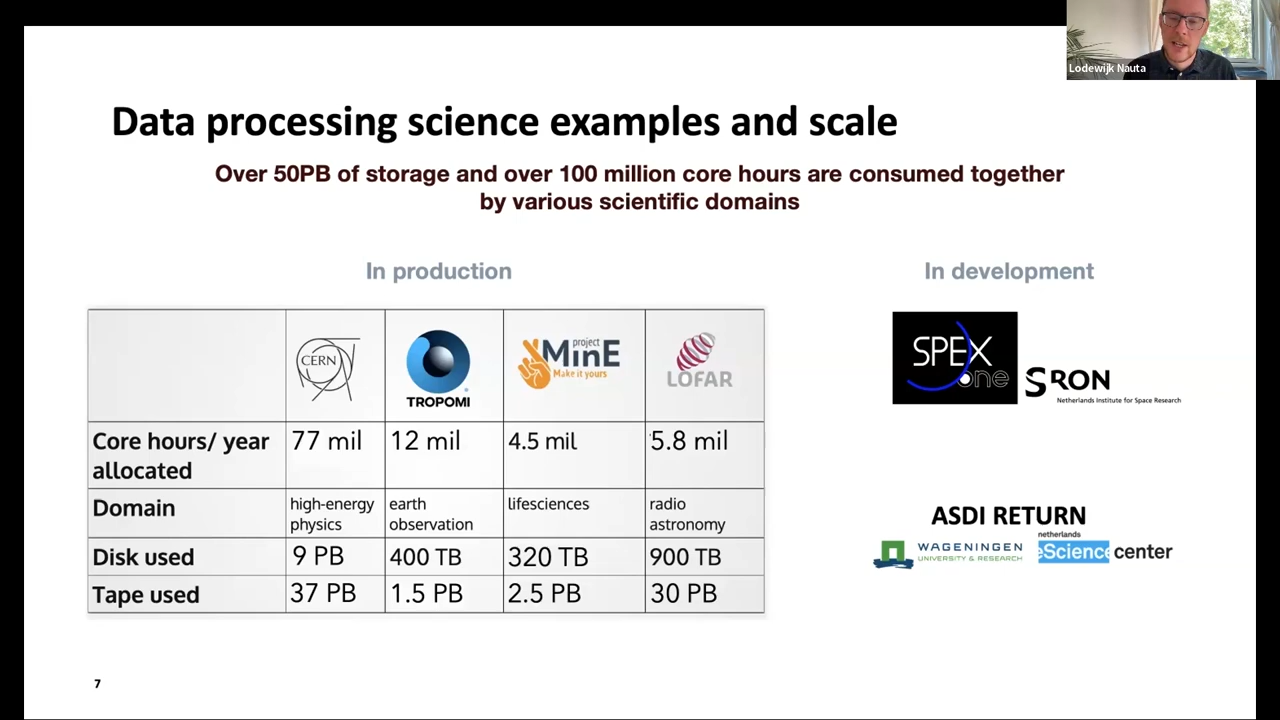 Lodewijk Nauta
Data processing science examples and scale
Over 50PB of storage and over 100 million core hours are consumed together
by various scientific domains
In production
In development
CERN
TROPOMI
project
MinE
Make it yours
LOFAR
SPEX
one
SRON
Netherlands Institute for Space Research
Core hours/ year
allocated
77 mil
12 mil
4.5 mil
5.8 mil
Domain
high-energy
physics
earth
observation
lifesciences
radio
astronomy
Disk used
9 PB
400 TB
320 TB
900 TB
Tape used
37 PB
1.5 PB
2.5 PB
30 PB
ASDI RETURN
WAGENINGEN
UNIVERSITY & RESEARCH
netherlands
eScience center
7